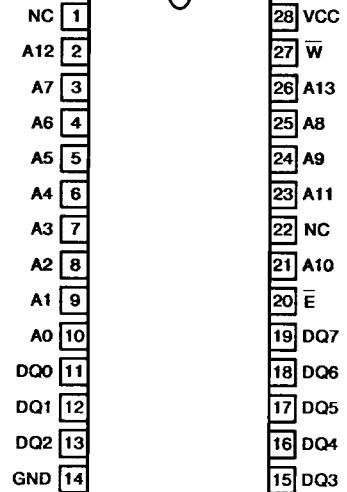 NC 1 28 VCC
A12 2 27 W̅
A7 3 26 A13
A6 4 25 A8
A5 5 24 A9
A4 6 23 A11
A3 7 22 NC
A2 8 21 A10
A1 9 20 E̅
A0 10 19 DQ7
DQ0 11 18 DQ6
DQ1 12 17 DQ5
DQ2 13 16 DQ4
GND 14 15 DQ3